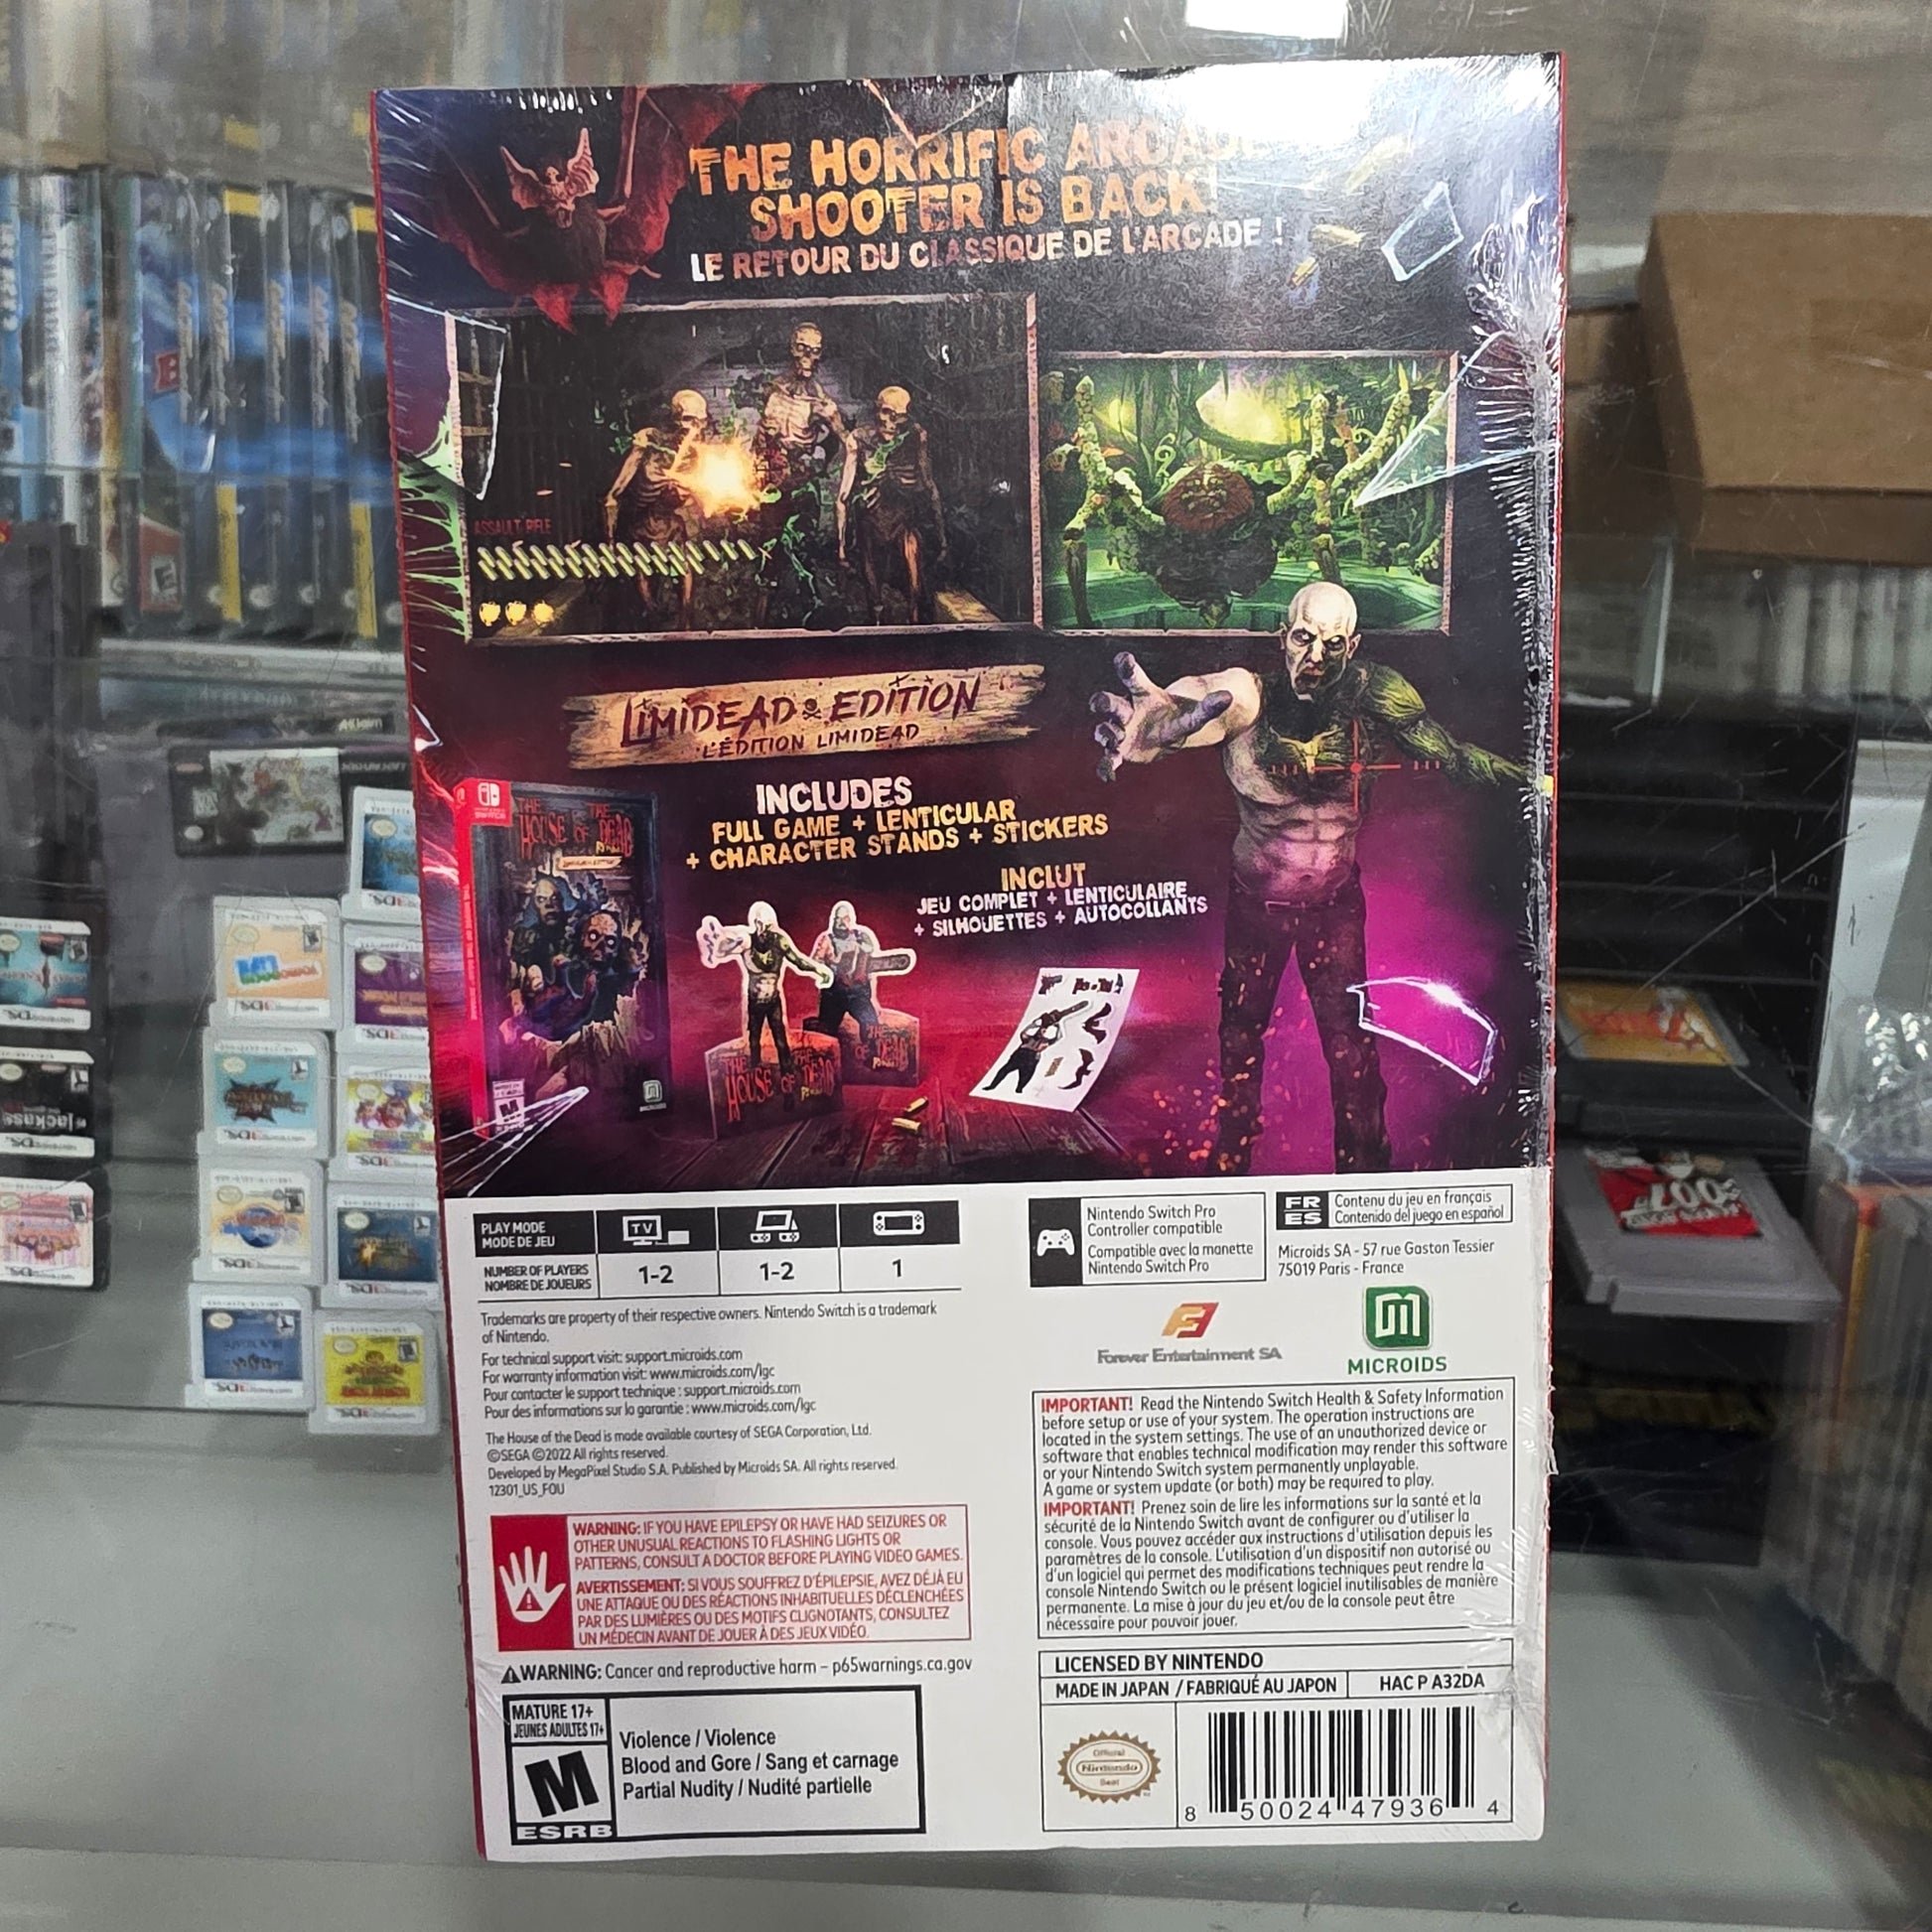 THE HORRIFIC ARCADE
SHOOTER IS BACK!
LE RETOUR DU CLASSIQUE DE L'ARCADE !
ASSAULT RIFLE
LIMIDEAD EDITION
L'ÉDITION LIMIDEAD
INCLUDES
FULL GAME + LENTICULAR
+ CHARACTER STANDS + STICKERS
INCLUT
JEU COMPLET + LENTICULAIRE
+ SILHOUETTES + AUTOCOLLANTS
THE HOUSE OF THE DEAD
MICROIDS
THE HOUSE OF DEAD
OF DEAD
PLAY MODE
MODE DE JEU
TV
NUMBER OF PLAYERS
NOMBRE DE JOUEURS
1-2
1-2
1
Nintendo Switch Pro
Controller compatible
Compatible avec la manette
Nintendo Switch Pro
FR
ES
Contenu du jeu en français
Contenido del juego en español
Microids SA - 57 rue Gaston Tessier
75019 Paris - France
Trademarks are property of their respective owners. Nintendo Switch is a trademark
of Nintendo.
For technical support visit: support.microids.com
For warranty information visit: www.microids.com/lgc
Pour contacter le support technique : support.microids.com
Pour des informations sur la garantie : www.microids.com/lgc
The House of the Dead is made available courtesy of SEGA Corporation, Ltd.
©SEGA ©2022 All rights reserved.
Developed by MegaPixel Studio S.A. Published by Microids SA. All rights reserved.
12301_US_FOU
Forever Entertainment SA
MICROIDS
WARNING: IF YOU HAVE EPILEPSY OR HAVE HAD SEIZURES OR
OTHER UNUSUAL REACTIONS TO FLASHING LIGHTS OR
PATTERNS, CONSULT A DOCTOR BEFORE PLAYING VIDEO GAMES.
AVERTISSEMENT: SI VOUS SOUFFREZ D'ÉPILEPSIE, AVEZ DÉJÀ EU
UNE ATTAQUE OU DES RÉACTIONS INHABITUELLES DÉCLENCHÉES
PAR DES LUMIÈRES OU DES MOTIFS CLIGNOTANTS, CONSULTEZ
UN MÉDECIN AVANT DE JOUER À DES JEUX VIDÉO.
WARNING: Cancer and reproductive harm – p65warnings.ca.gov
MATURE 17+
JEUNES ADULTES 17+
M
ESRB
Violence / Violence
Blood and Gore / Sang et carnage
Partial Nudity / Nudité partielle
IMPORTANT! Read the Nintendo Switch Health & Safety Information
before setup or use of your system. The operation instructions are
located in the system settings. The use of an unauthorized device or
software that enables technical modification may render this software
or your Nintendo Switch system permanently unplayable.
A game or system update (or both) may be required to play.
IMPORTANT! Prenez soin de lire les informations sur la santé et la
sécurité de la Nintendo Switch avant de configurer ou d'utiliser la
console. Vous pouvez accéder aux instructions d'utilisation depuis les
paramètres de la console. L'utilisation d'un dispositif non autorisé ou
d'un logiciel qui permet des modifications techniques peut rendre la
console Nintendo Switch ou le présent logiciel inutilisables de manière
permanente. La mise à jour du jeu et/ou de la console peut être
nécessaire pour pouvoir jouer.
LICENSED BY NINTENDO
MADE IN JAPAN / FABRIQUÉ AU JAPON
HAC P A32DA
Official
Nintendo
Seal
8 50024 47936 4
jackass
007